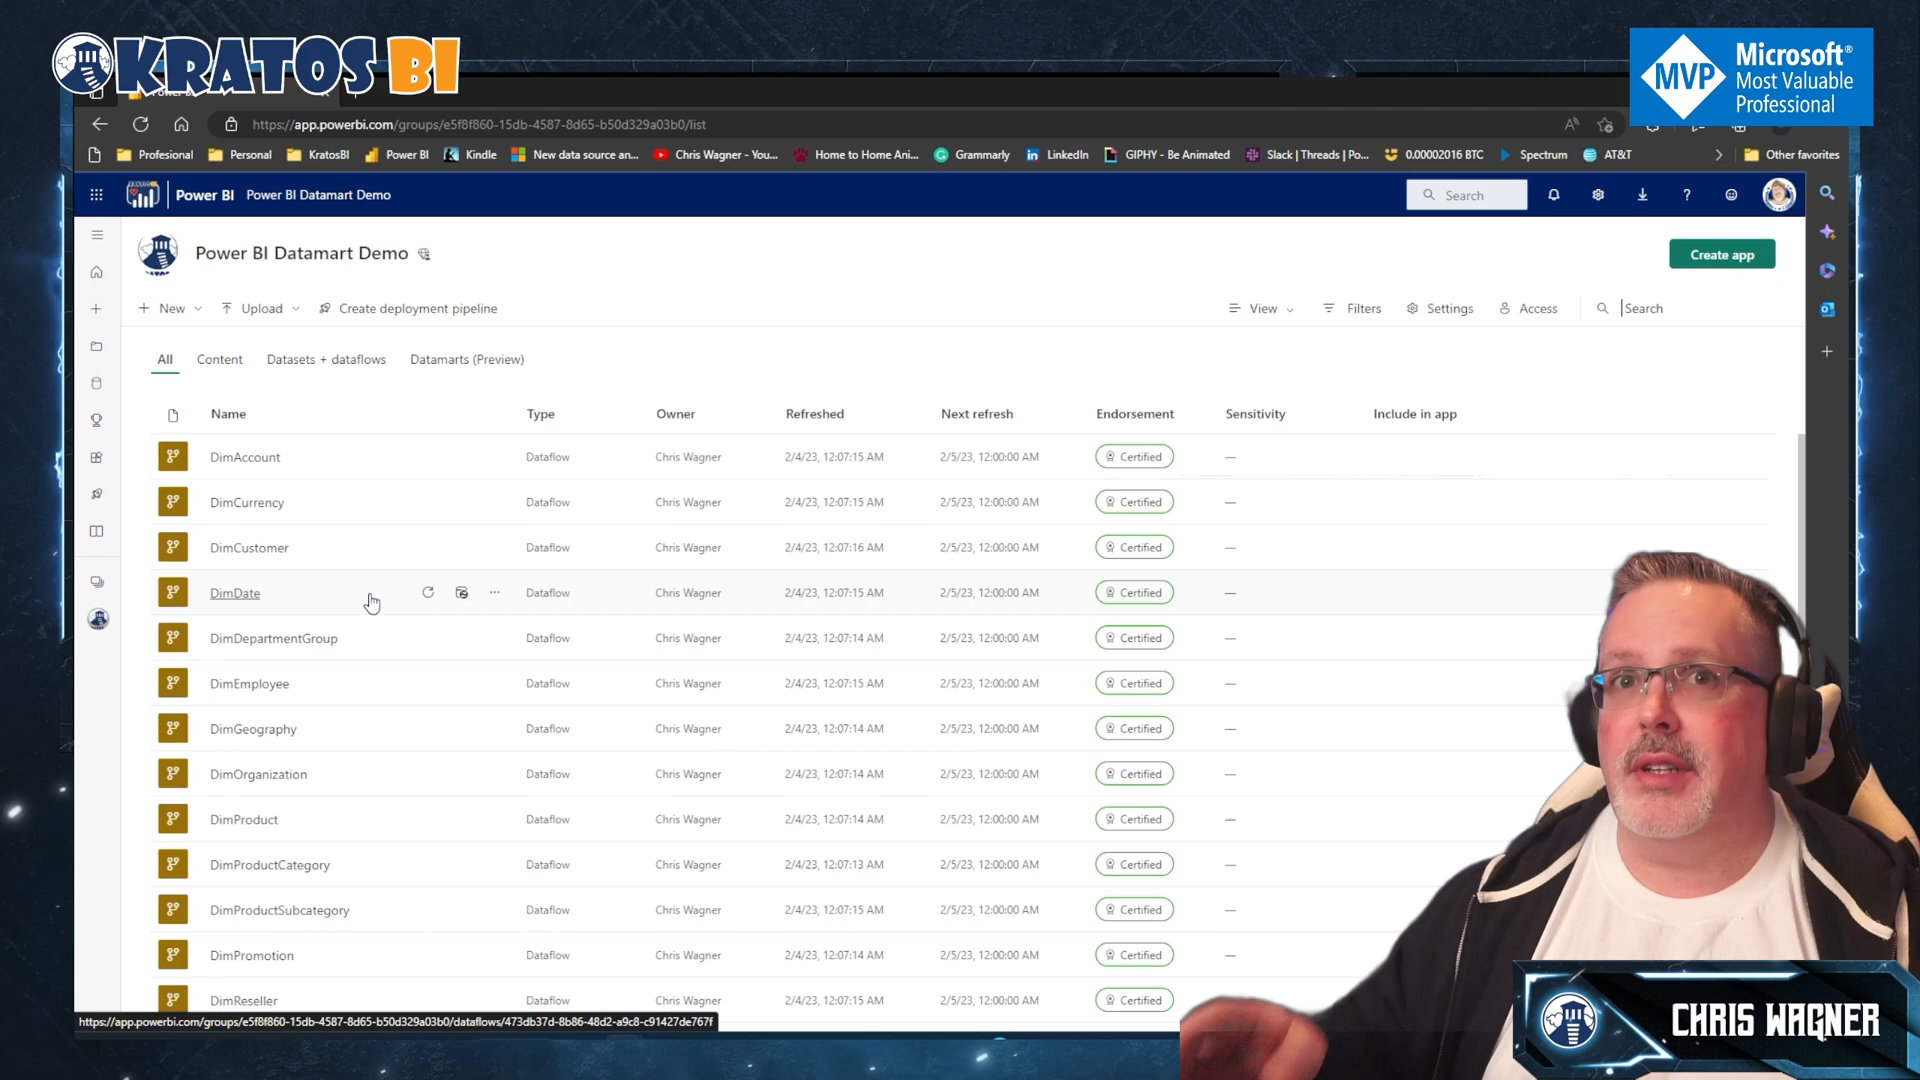 KRATOS BI
MVP
Microsoft®
Most Valuable
Professional
https://app.powerbi.com/groups/e5f8f860-15db-4587-8d65-b50d329a03b0/list
Profesional Personal KratosBI Power BI Kindle New data source an... Chris Wagner - You... Home to Home Ani... Grammarly LinkedIn GIPHY - Be Animated Slack | Threads | Po... 0.00002016 BTC Spectrum AT&T Other favorites
Power BI Power BI Datamart Demo Search
Power BI Datamart Demo Create app
New Upload Create deployment pipeline View Filters Settings Access Search
All Content Datasets + dataflows Datamarts (Preview)
Name Type Owner Refreshed Next refresh Endorsement Sensitivity Include in app
DimAccount Dataflow Chris Wagner 2/4/23, 12:07:15 AM 2/5/23, 12:00:00 AM Certified —
DimCurrency Dataflow Chris Wagner 2/4/23, 12:07:15 AM 2/5/23, 12:00:00 AM Certified —
DimCustomer Dataflow Chris Wagner 2/4/23, 12:07:16 AM 2/5/23, 12:00:00 AM Certified —
DimDate Dataflow Chris Wagner 2/4/23, 12:07:15 AM 2/5/23, 12:00:00 AM Certified —
DimDepartmentGroup Dataflow Chris Wagner 2/4/23, 12:07:14 AM 2/5/23, 12:00:00 AM Certified —
DimEmployee Dataflow Chris Wagner 2/4/23, 12:07:15 AM 2/5/23, 12:00:00 AM Certified —
DimGeography Dataflow Chris Wagner 2/4/23, 12:07:14 AM 2/5/23, 12:00:00 AM Certified —
DimOrganization Dataflow Chris Wagner 2/4/23, 12:07:14 AM 2/5/23, 12:00:00 AM Certified —
DimProduct Dataflow Chris Wagner 2/4/23, 12:07:14 AM 2/5/23, 12:00:00 AM Certified —
DimProductCategory Dataflow Chris Wagner 2/4/23, 12:07:13 AM 2/5/23, 12:00:00 AM Certified —
DimProductSubcategory Dataflow Chris Wagner 2/4/23, 12:07:15 AM 2/5/23, 12:00:00 AM Certified —
DimPromotion Dataflow Chris Wagner 2/4/23, 12:07:14 AM 2/5/23, 12:00:00 AM Certified —
DimReseller Dataflow Chris Wagner 2/4/23, 12:07:15 AM 2/5/23, 12:00:00 AM Certified —
https://app.powerbi.com/groups/e5f8f860-15db-4587-8d65-b50d329a03b0/dataflows/473db37d-8b86-48d2-a9c8-c91427de767f
CHRIS WAGNER